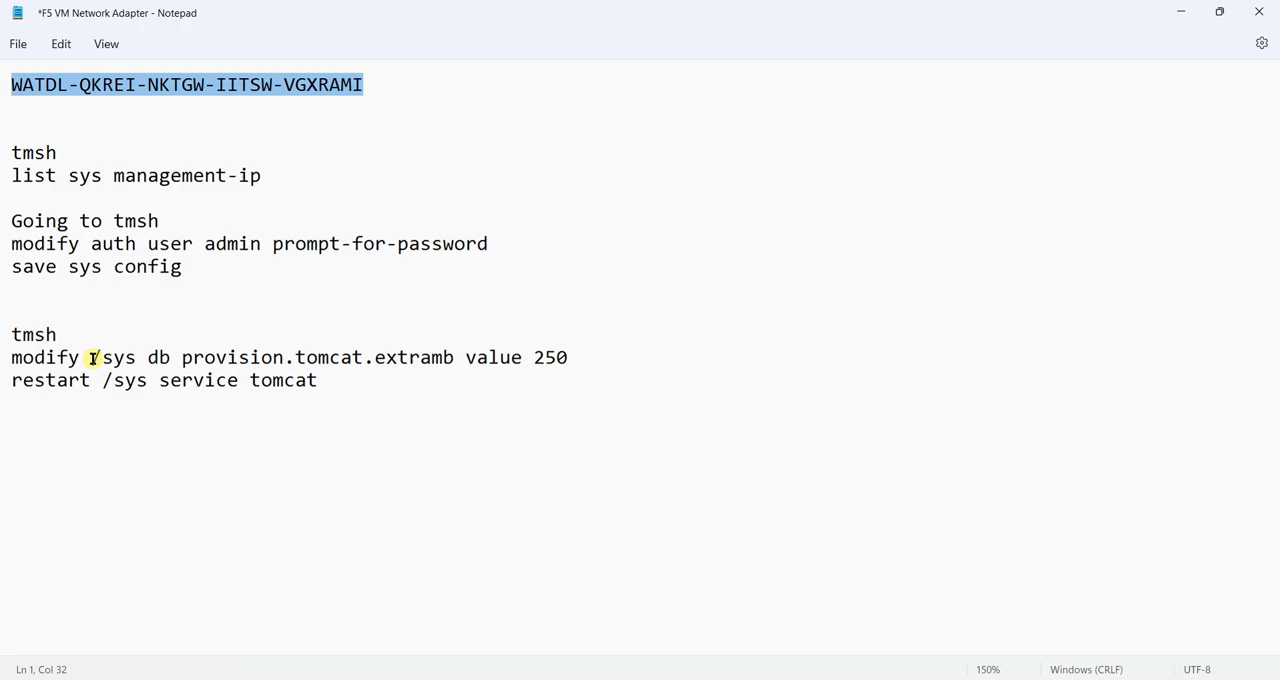 *F5 VM Network Adapter - Notepad
File Edit View
WATDL-QKREI-NKTGW-IITSW-VGXRAMI
tmsh
list sys management-ip
Going to tmsh
modify auth user admin prompt-for-password
save sys config
tmsh
modify /sys db provision.tomcat.extramb value 250
restart /sys service tomcat
Ln 1, Col 32 150% Windows (CRLF) UTF-8